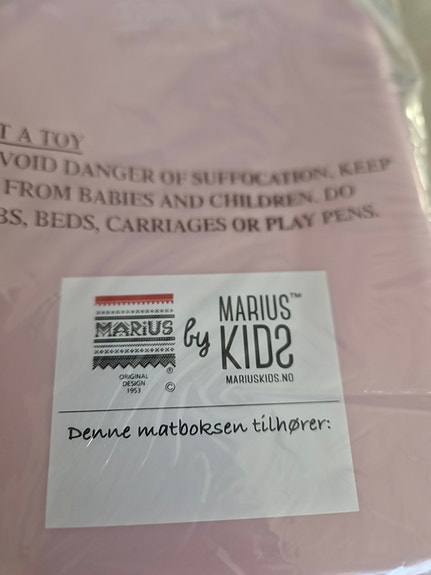 T A TOY
VOID DANGER OF SUFFOCATION, KEEP
FROM BABIES AND CHILDREN. DO
BS, BEDS, CARRIAGES OR PLAY PENS.
MARiUS
®
ORIGINAL
DESIGN
1953
©
by
MARIUS™
KIDS
MARIUSKIDS.NO
Denne matboksen tilhører: